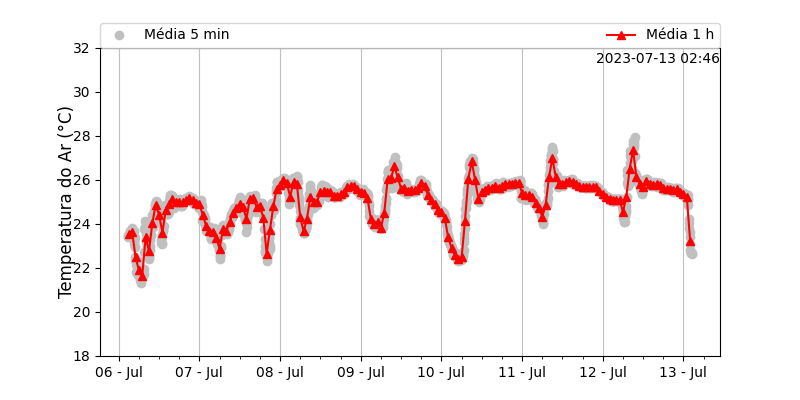 Média 5 min
Média 1 h
2023-07-13 02:46
Temperatura do Ar (°C)
32
30
28
26
24
22
20
18
06 - Jul
07 - Jul
08 - Jul
09 - Jul
10 - Jul
11 - Jul
12 - Jul
13 - Jul